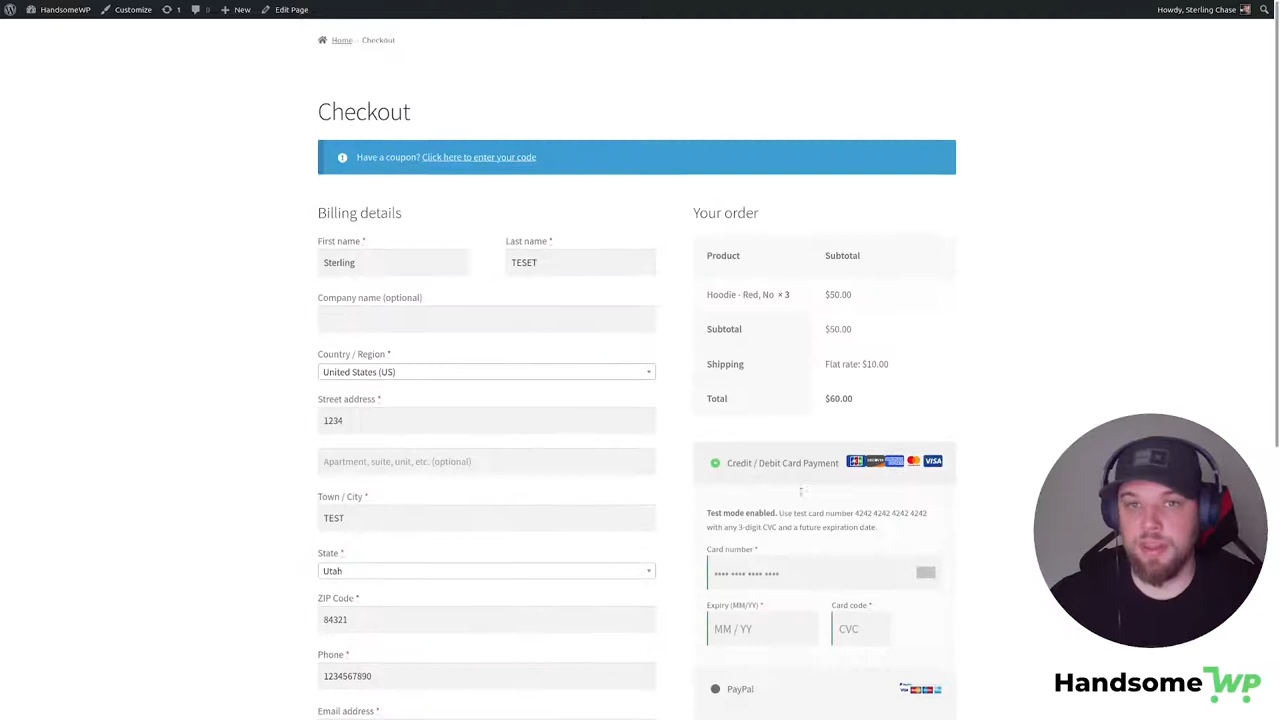 HandsomeWP Customize 1 0 New Edit Page Howdy, Sterling Chase
Home Checkout
Checkout
Have a coupon? Click here to enter your code
Billing details
First name *
Last name *
Sterling
TESET
Company name (optional)
Country / Region *
United States (US)
Street address *
1234
Apartment, suite, unit, etc. (optional)
Town / City *
TEST
State *
Utah
ZIP Code *
84321
Phone *
1234567890
Email address *
Your order
Product Subtotal
Hoodie - Red, No × 3 $50.00
Subtotal $50.00
Shipping Flat rate: $10.00
Total $60.00
Credit / Debit Card Payment JCB DISCOVER VISA
Test mode enabled. Use test card number 4242 4242 4242 4242
with any 3-digit CVC and a future expiration date.
Card number *
•••• •••• •••• ••••
Expiry (MM/YY) *
Card code *
MM / YY
CVC
PayPal
HandsomeWP